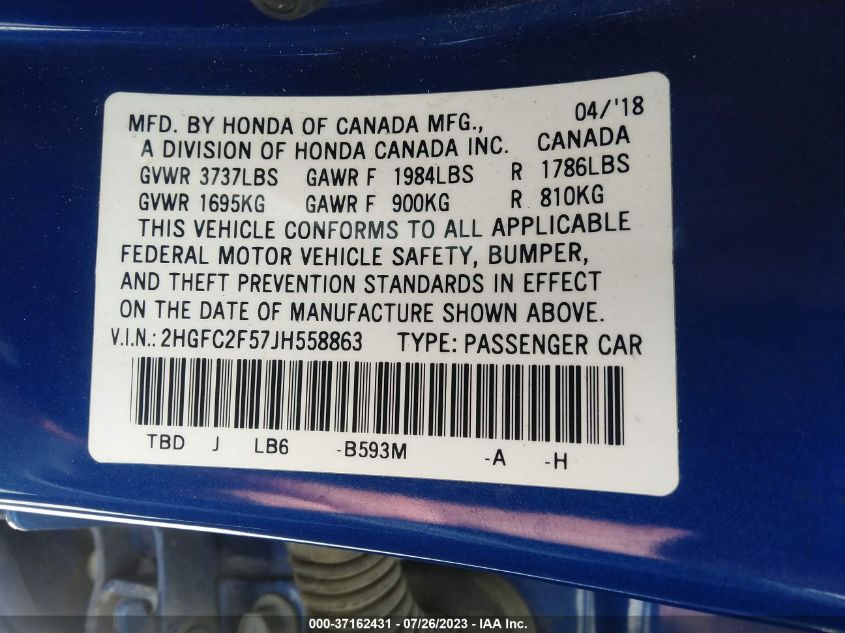 04/'18
MFD. BY HONDA OF CANADA MFG.,
A DIVISION OF HONDA CANADA INC. CANADA
GVWR 3737LBS GAWR F 1984LBS R 1786LBS
GVWR 1695KG GAWR F 900KG R 810KG
THIS VEHICLE CONFORMS TO ALL APPLICABLE
FEDERAL MOTOR VEHICLE SAFETY, BUMPER,
AND THEFT PREVENTION STANDARDS IN EFFECT
ON THE DATE OF MANUFACTURE SHOWN ABOVE.
V.I.N.: 2HGFC2F57JH558863 TYPE: PASSENGER CAR
TBD J LB6 -B593M -A -H
000-37162431 - 07/26/2023 - IAA Inc.